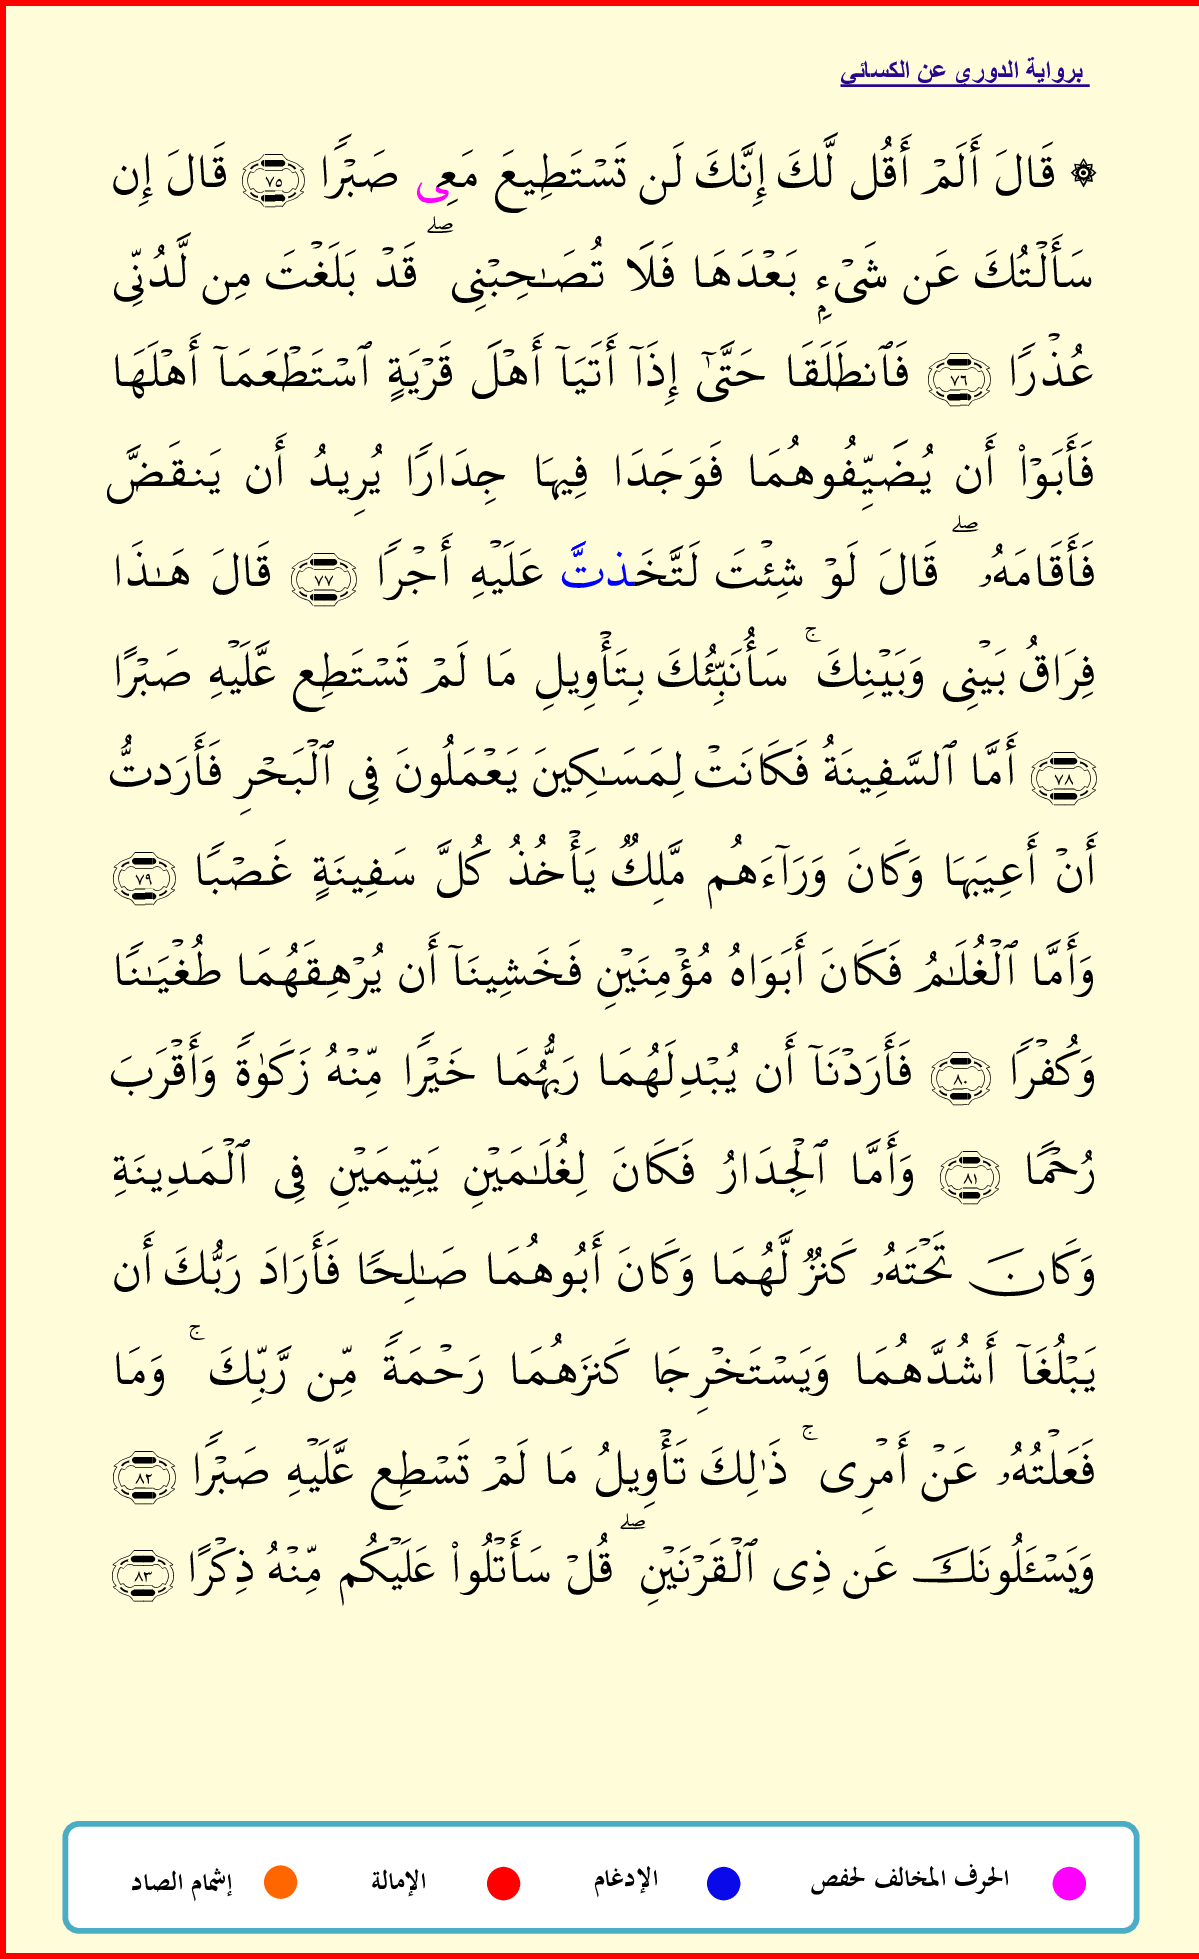 برواية الدوري عن الكسائي
۞ قَالَ أَلَمۡ أَقُل لَّكَ إِنَّكَ لَن تَسۡتَطِيعَ مَعِى صَبۡرٗا ٧٥ قَالَ إِن
سَأَلۡتُكَ عَن شَىۡءِۭ بَعۡدَهَا فَلَا تُصَٰحِبۡنِىۖ قَدۡ بَلَغۡتَ مِن لَّدُنِّى
عُذۡرٗا ٧٦ فَٱنطَلَقَا حَتَّىٰٓ إِذَآ أَتَيَآ أَهۡلَ قَرۡيَةٍ ٱسۡتَطۡعَمَآ أَهۡلَهَا
فَأَبَوۡاْ أَن يُضَيِّفُوهُمَا فَوَجَدَا فِيهَا جِدَارٗا يُرِيدُ أَن يَنقَضَّ
فَأَقَامَهُۥۖ قَالَ لَوۡ شِئۡتَ لَتَّخَذتَّ عَلَيۡهِ أَجۡرٗا ٧٧ قَالَ هَٰذَا
فِرَاقُ بَيۡنِى وَبَيۡنِكَۚ سَأُنَبِّئُكَ بِتَأۡوِيلِ مَا لَمۡ تَسۡتَطِع عَّلَيۡهِ صَبۡرًا
٧٨ أَمَّا ٱلسَّفِينَةُ فَكَانَتۡ لِمَسَٰكِينَ يَعۡمَلُونَ فِى ٱلۡبَحۡرِ فَأَرَدتُّ
أَنۡ أَعِيبَهَا وَكَانَ وَرَآءَهُم مَّلِكٞ يَأۡخُذُ كُلَّ سَفِينَةٍ غَصۡبٗا ٧٩
وَأَمَّا ٱلۡغُلَٰمُ فَكَانَ أَبَوَاهُ مُؤۡمِنَيۡنِ فَخَشِينَآ أَن يُرۡهِقَهُمَا طُغۡيَٰنٗا
وَكُفۡرٗا ٨٠ فَأَرَدۡنَآ أَن يُبۡدِلَهُمَا رَبُّهُمَا خَيۡرٗا مِّنۡهُ زَكَوٰةٗ وَأَقۡرَبَ
رُحۡمٗا ٨١ وَأَمَّا ٱلۡجِدَارُ فَكَانَ لِغُلَٰمَيۡنِ يَتِيمَيۡنِ فِى ٱلۡمَدِينَةِ
وَكَانَ تَحۡتَهُۥ كَنزٞ لَّهُمَا وَكَانَ أَبُوهُمَا صَٰلِحٗا فَأَرَادَ رَبُّكَ أَن
يَبۡلُغَآ أَشُدَّهُمَا وَيَسۡتَخۡرِجَا كَنزَهُمَا رَحۡمَةٗ مِّن رَّبِّكَۚ وَمَا
فَعَلۡتُهُۥ عَنۡ أَمۡرِىۚ ذَٰلِكَ تَأۡوِيلُ مَا لَمۡ تَسۡطِع عَّلَيۡهِ صَبۡرٗا ٨٢
وَيَسۡـَٔلُونَكَ عَن ذِى ٱلۡقَرۡنَيۡنِۖ قُلۡ سَأَتۡلُواْ عَلَيۡكُم مِّنۡهُ ذِكۡرًا ٨٣
الحرف المخالف لحفص الإدغام الإمالة إشمام الصاد